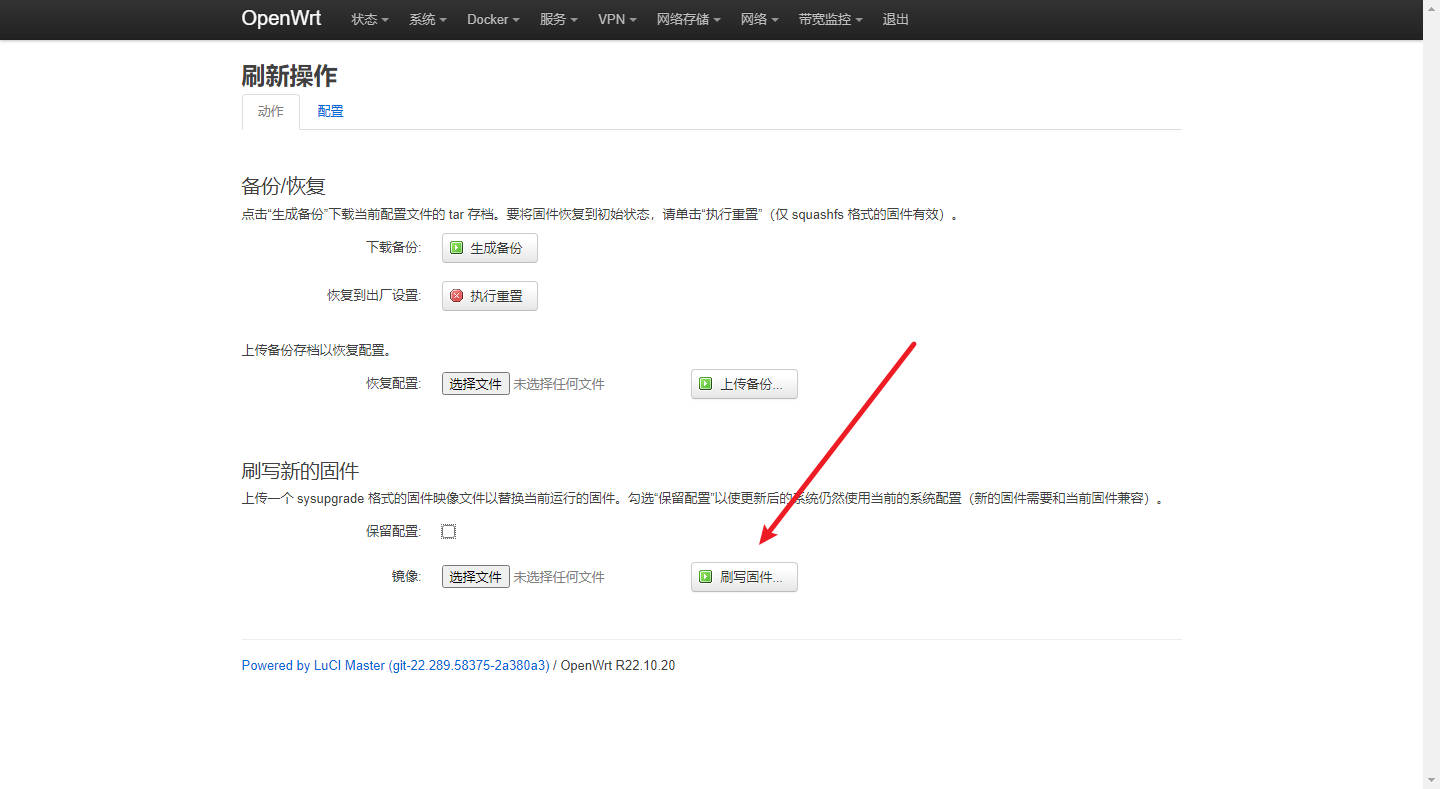 OpenWrt 状态 系统 Docker 服务 VPN 网络存储 网络 带宽监控 退出
刷新操作
动作 配置
备份/恢复
点击“生成备份”下载当前配置文件的 tar 存档。要将固件恢复到初始状态，请单击“执行重置”（仅 squashfs 格式的固件有效）。
下载备份: 生成备份
恢复到出厂设置: 执行重置
上传备份存档以恢复配置。
恢复配置: 选择文件 未选择任何文件 上传备份...
刷写新的固件
上传一个 sysupgrade 格式的固件映像文件以替换当前运行的固件。勾选“保留配置”以使更新后的系统仍然使用当前的系统配置（新的固件需要和当前固件兼容）。
保留配置:
镜像: 选择文件 未选择任何文件 刷写固件...
Powered by LuCI Master (git-22.289.58375-2a380a3) / OpenWrt R22.10.20